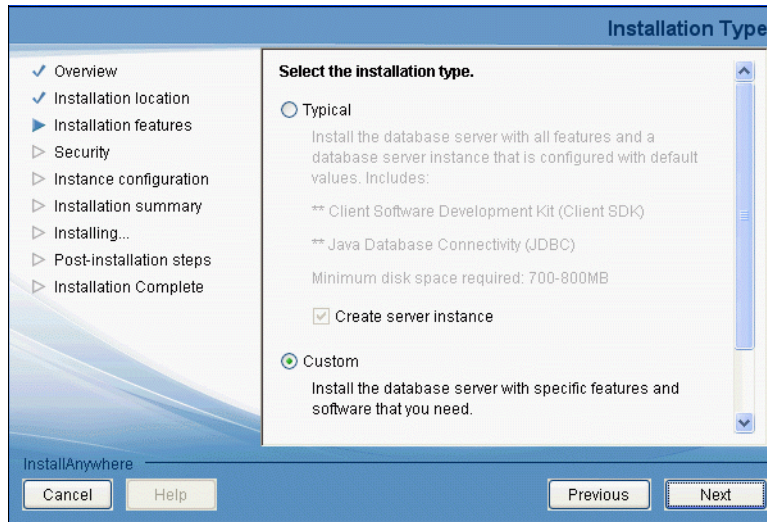 Installation Type
Overview
Installation location
Installation features
Security
Instance configuration
Installation summary
Installing...
Post-installation steps
Installation Complete
Select the installation type.
Typical
Install the database server with all features and a
database server instance that is configured with default
values. Includes:
** Client Software Development Kit (Client SDK)
** Java Database Connectivity (JDBC)
Minimum disk space required: 700-800MB
Create server instance
Custom
Install the database server with specific features and
software that you need.
InstallAnywhere
Cancel
Help
Previous
Next